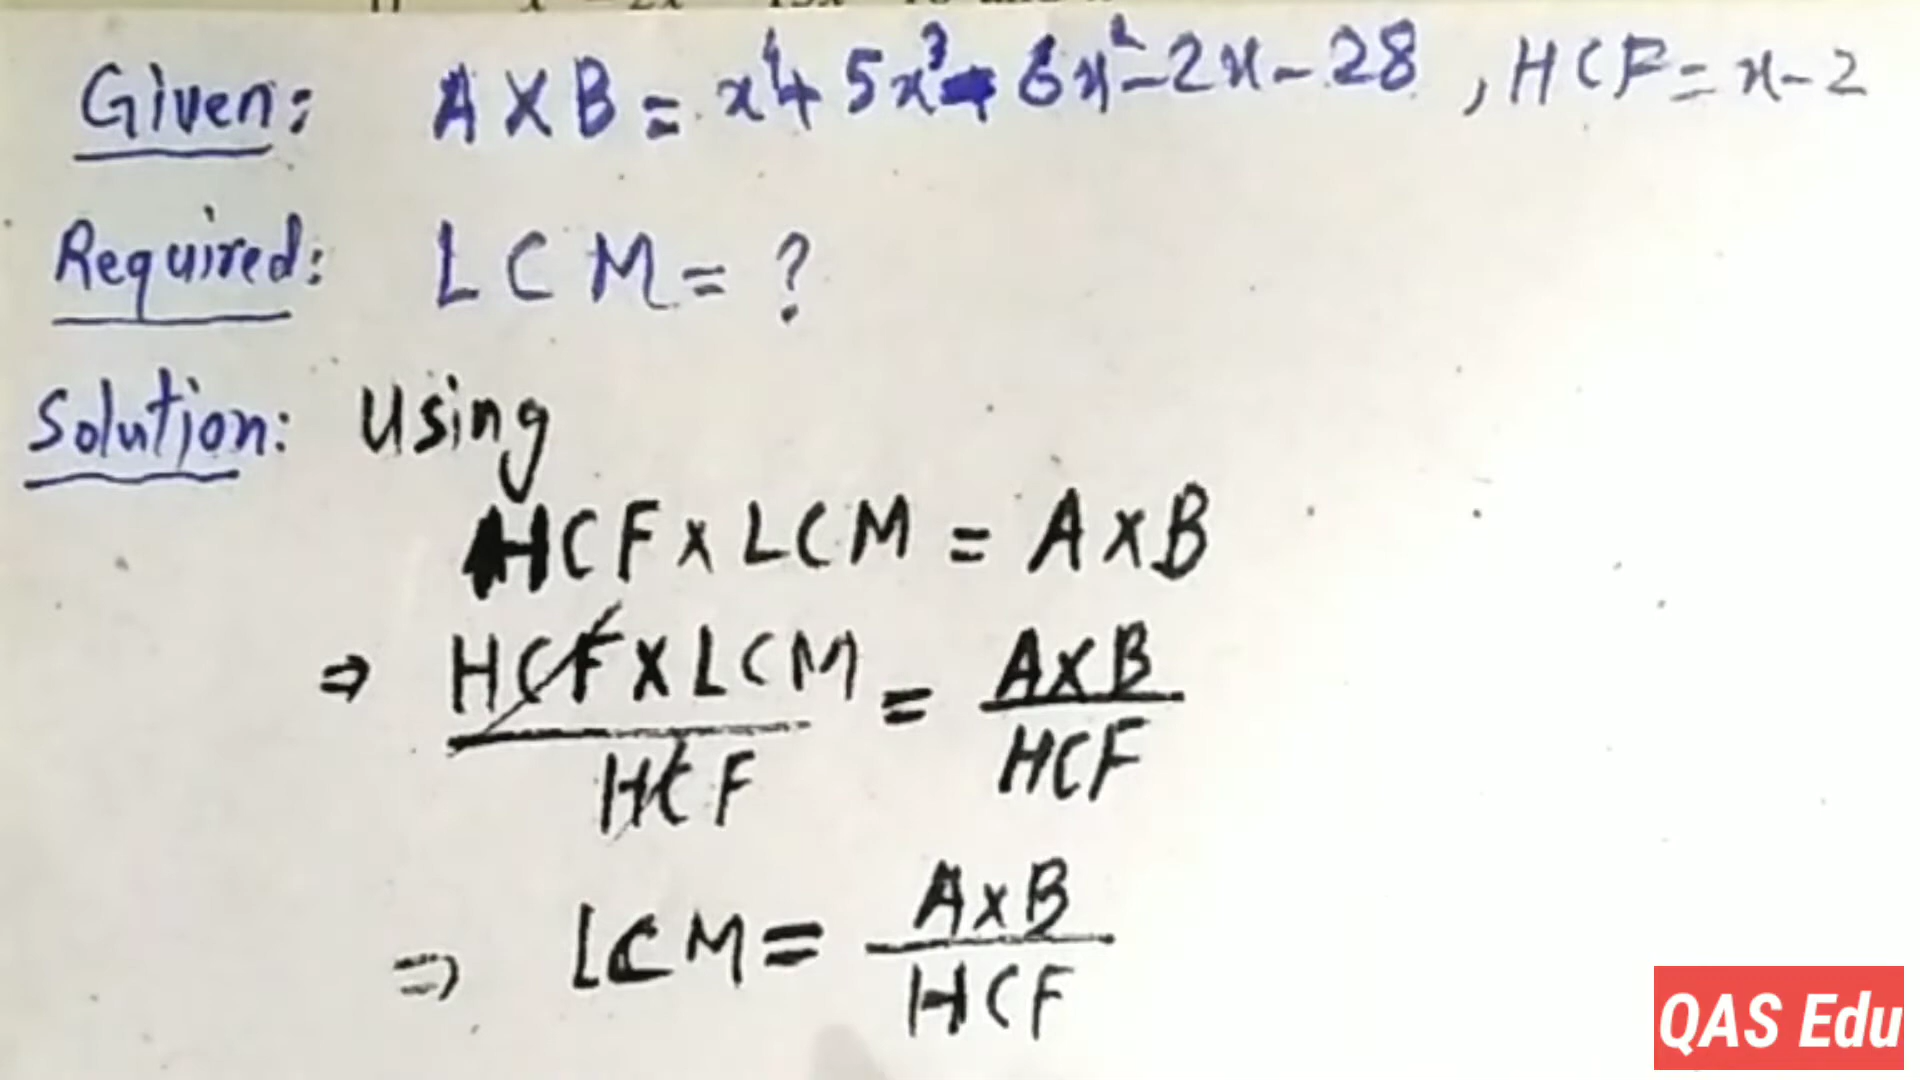 Given: A X B = x⁴ + 5x³ - 6x² - 2x - 28 , HCF = x - 2
Required: LCM = ?
Solution: Using
HCF x LCM = A x B
⇒ HCF X LCM / HCF = A X B / HCF
⇒ LCM = A x B / HCF
QAS Edu